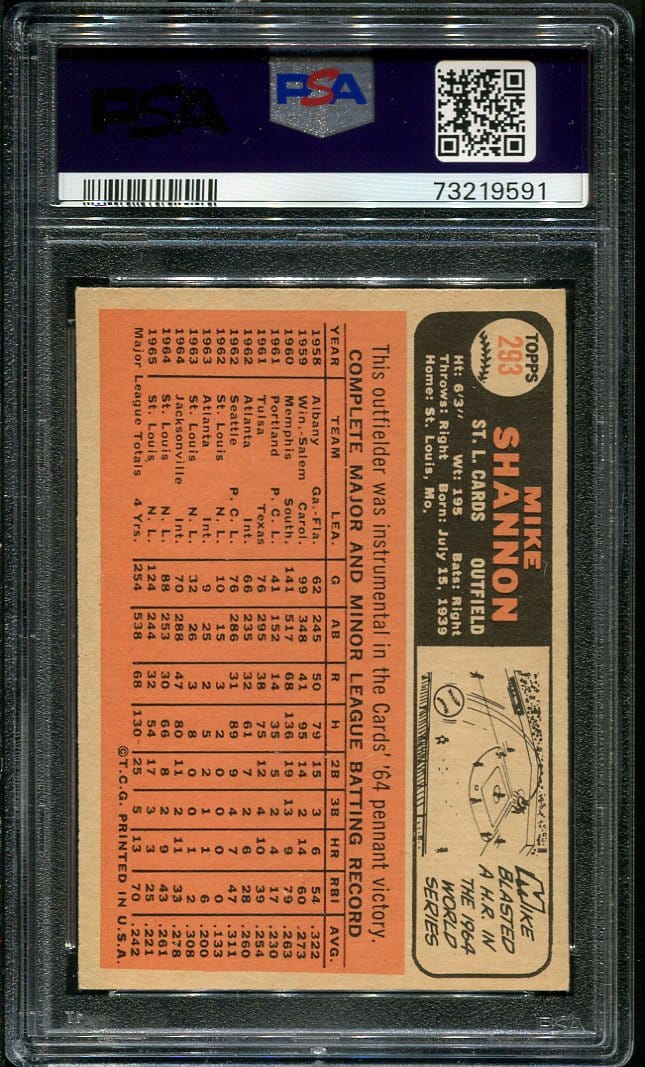 PSA
PSA
73219591
TOPPS
293
MIKE
SHANNON
ST. L. CARDS OUTFIELD
Ht: 6'3" Wt: 195 Bats: Right
Throws: Right Born: July 15, 1939
Home: St. Louis, Mo.
MIKE
BLASTED
A H.R. IN
THE 1964
WORLD
SERIES
This outfielder was instrumental in the Cards' '64 pennant victory.
COMPLETE MAJOR AND MINOR LEAGUE BATTING RECORD
YEAR TEAM LEA. G AB R H 2B 3B HR RBI AVG.
1958 Albany Ga.-Fla. 62 245 50 79 15 3 6 54 .322
1959 Win.-Salem Carol. 99 348 41 95 14 2 14 60 .273
1960 Memphis South. 141 517 68 136 19 13 9 79 .263
1961 Portland P. C. L. 41 152 14 35 5 2 4 17 .230
1961 Tulsa Texas 76 295 38 75 12 4 10 39 .254
1962 Atlanta Int. 66 235 32 61 7 2 6 28 .260
1962 Seattle P. C. L. 76 286 31 89 9 4 7 47 .311
1962 St. Louis N. L. 10 15 3 2 0 0 0 0 .133
1963 Atlanta Int. 9 25 2 5 2 1 1 6 .200
1963 St. Louis N. L. 32 26 3 8 0 0 1 2 .308
1964 Jacksonville Int. 70 288 47 80 11 2 11 33 .278
1964 St. Louis N. L. 88 253 30 66 8 2 9 43 .261
1965 St. Louis N. L. 124 244 32 54 17 3 3 25 .221
Major League Totals 4 Yrs. 254 538 68 130 25 5 13 70 .242
©T.C.G. PRINTED IN U.S.A.
PSA